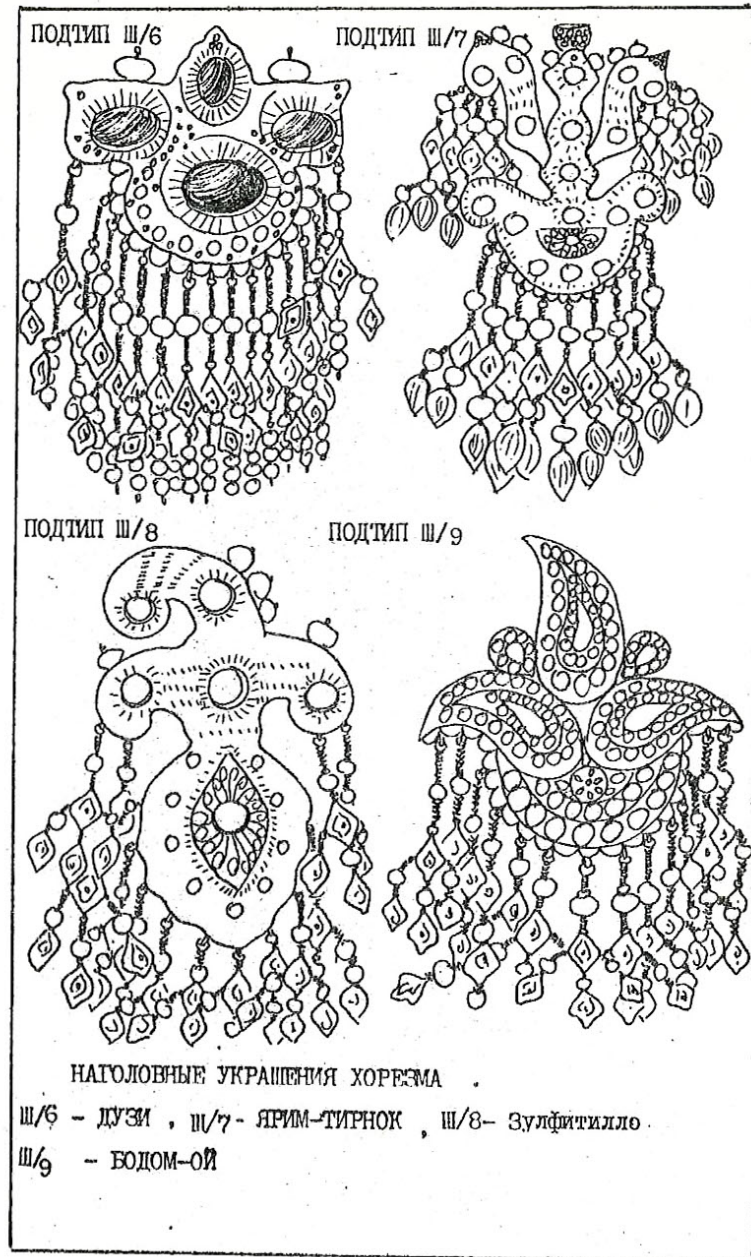 ПОДТИП Ш/6 ПОДТИП Ш/7
ПОДТИП Ш/8 ПОДТИП Ш/9
НАГОЛОВНЫЕ УКРАШЕНИЯ ХОРЕЗМА .
Ш/6 - ДУЗИ , Ш/7- ЯРИМ-ТИРНОК , Ш/8- Зулфитилло
Ш/9 - БОДОМ-ОЙ